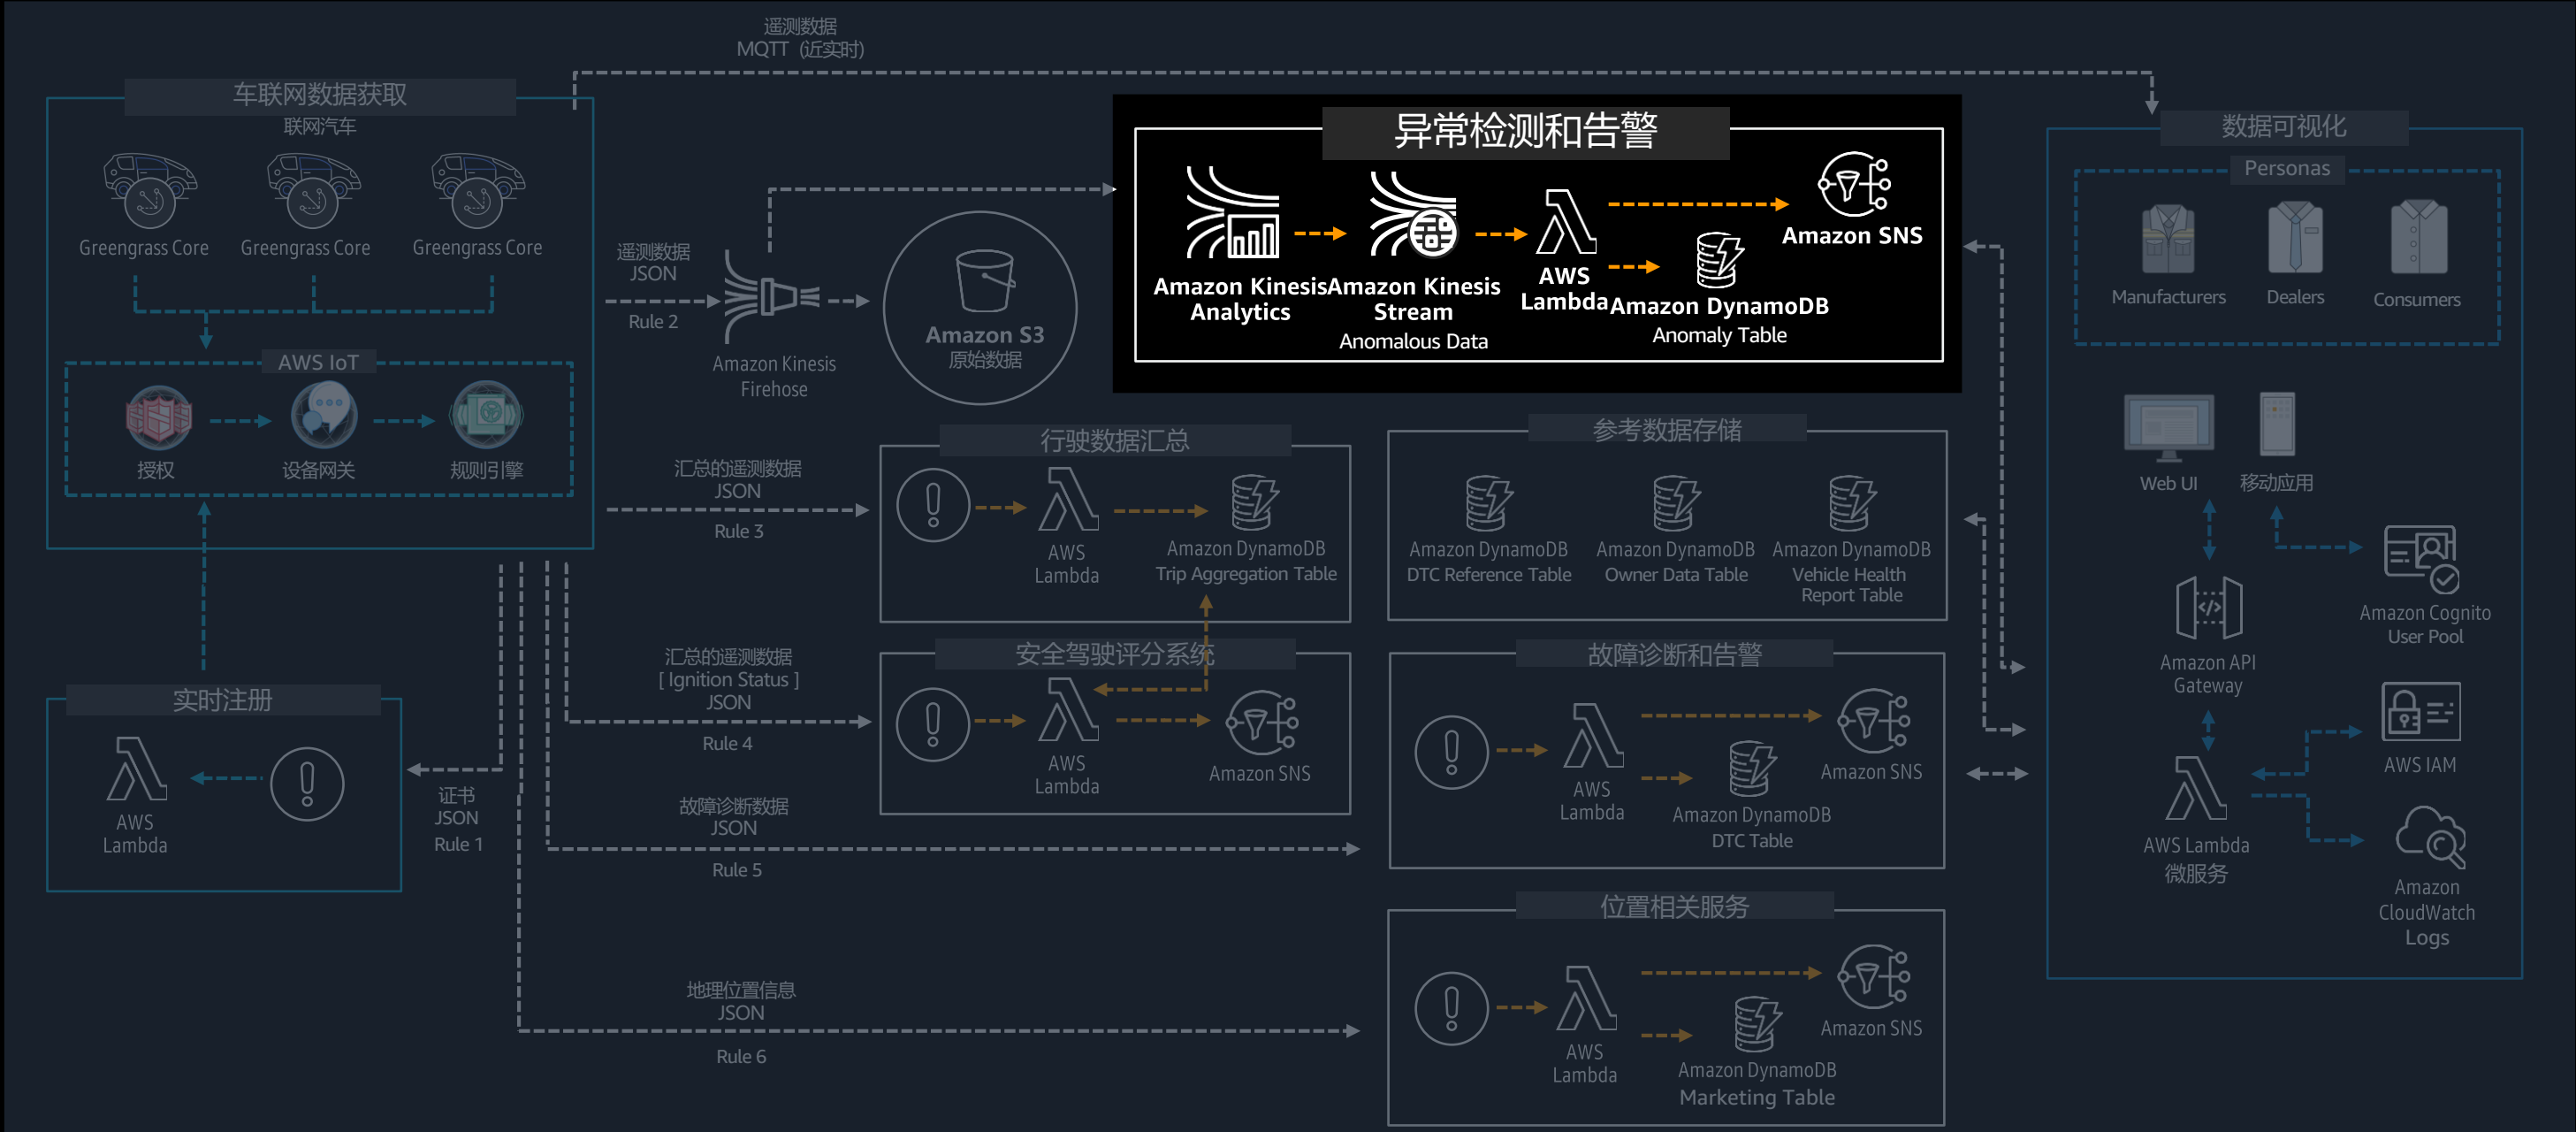 遥测数据
MQTT（近实时）
车联网数据获取
联网汽车
Greengrass Core
Greengrass Core
Greengrass Core
AWS IoT
授权
设备网关
规则引擎
实时注册
AWS
Lambda
证书
JSON
Rule 1
遥测数据
JSON
Rule 2
Amazon Kinesis
Firehose
Amazon S3
原始数据
异常检测和告警
Amazon Kinesis
Analytics
Amazon Kinesis
Stream
Anomalous Data
AWS
Lambda
Amazon DynamoDB
Anomaly Table
Amazon SNS
汇总的遥测数据
JSON
Rule 3
行驶数据汇总
AWS
Lambda
Amazon DynamoDB
Trip Aggregation Table
参考数据存储
Amazon DynamoDB
DTC Reference Table
Amazon DynamoDB
Owner Data Table
Amazon DynamoDB
Vehicle Health
Report Table
汇总的遥测数据
[ Ignition Status ]
JSON
Rule 4
安全驾驶评分系统
AWS
Lambda
Amazon SNS
故障诊断数据
JSON
Rule 5
故障诊断和告警
AWS
Lambda
Amazon DynamoDB
DTC Table
Amazon SNS
地理位置信息
JSON
Rule 6
位置相关服务
AWS
Lambda
Amazon DynamoDB
Marketing Table
Amazon SNS
数据可视化
Personas
Manufacturers
Dealers
Consumers
Web UI
移动应用
Amazon Cognito
User Pool
Amazon API
Gateway
AWS IAM
AWS Lambda
微服务
Amazon
CloudWatch
Logs